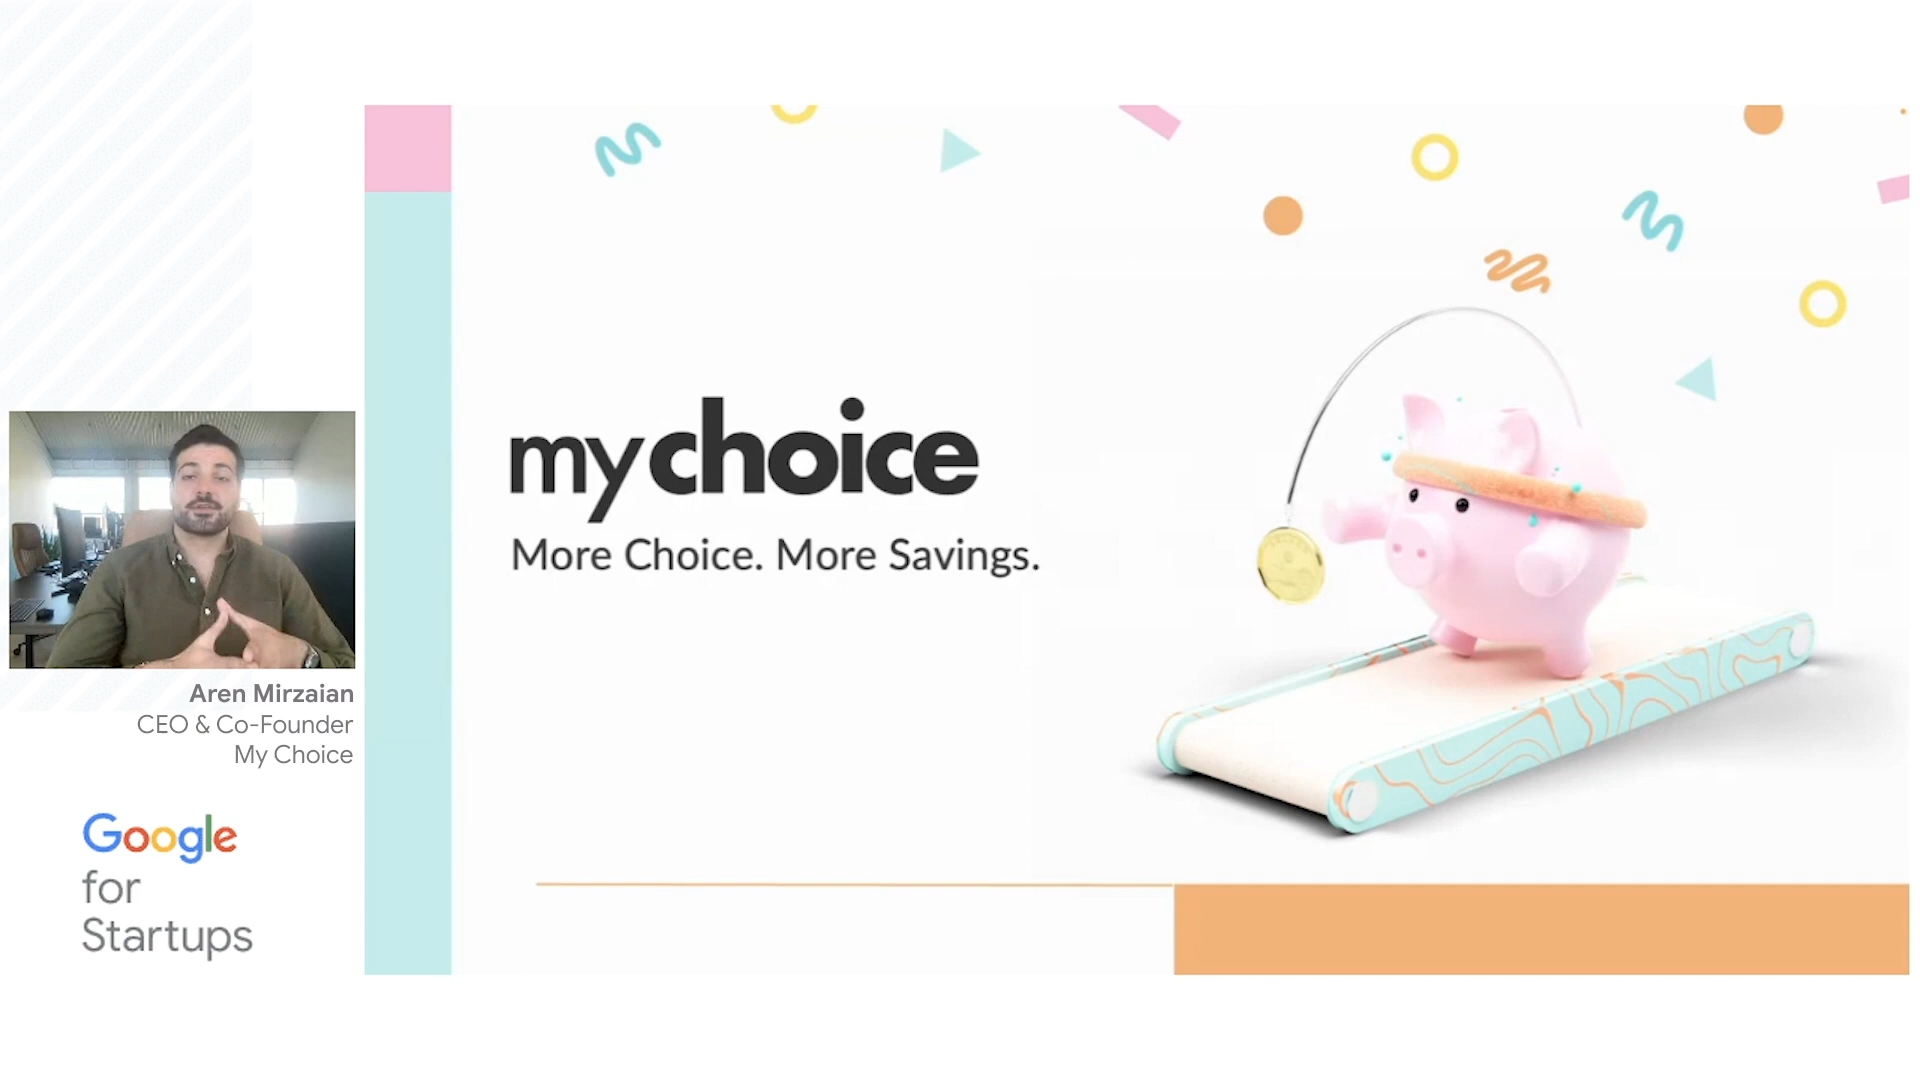 mychoice
More Choice. More Savings.
Aren Mirzaian
CEO & Co-Founder
My Choice
Google
for
Startups